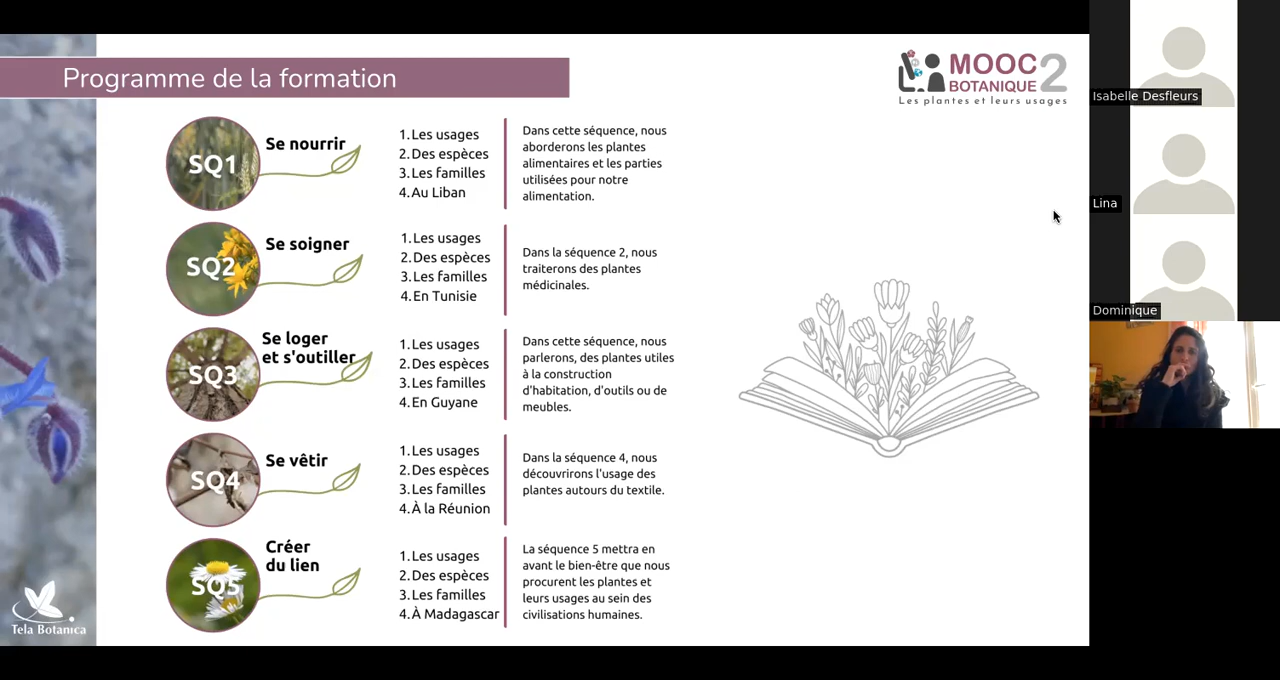 Programme de la formation
MOOC
BOTANIQUE 2
Les plantes et leurs usages
SQ1
Se nourrir
1. Les usages
2. Des espèces
3. Les familles
4. Au Liban
Dans cette séquence, nous
aborderons les plantes
alimentaires et les parties
utilisées pour notre
alimentation.
SQ2
Se soigner
1. Les usages
2. Des espèces
3. Les familles
4. En Tunisie
Dans la séquence 2, nous
traiterons des plantes
médicinales.
SQ3
Se loger
et s'outiller
1. Les usages
2. Des espèces
3. Les familles
4. En Guyane
Dans cette séquence, nous
parlerons, des plantes utiles
à la construction
d'habitation, d'outils ou de
meubles.
SQ4
Se vêtir
1. Les usages
2. Des espèces
3. Les familles
4. À la Réunion
Dans la séquence 4, nous
découvrirons l'usage des
plantes autours du textile.
SQ5
Créer
du lien
1. Les usages
2. Des espèces
3. Les familles
4. À Madagascar
La séquence 5 mettra en
avant le bien-être que nous
procurent les plantes et
leurs usages au sein des
civilisations humaines.
Tela Botanica
Isabelle Desfleurs
Lina
Dominique